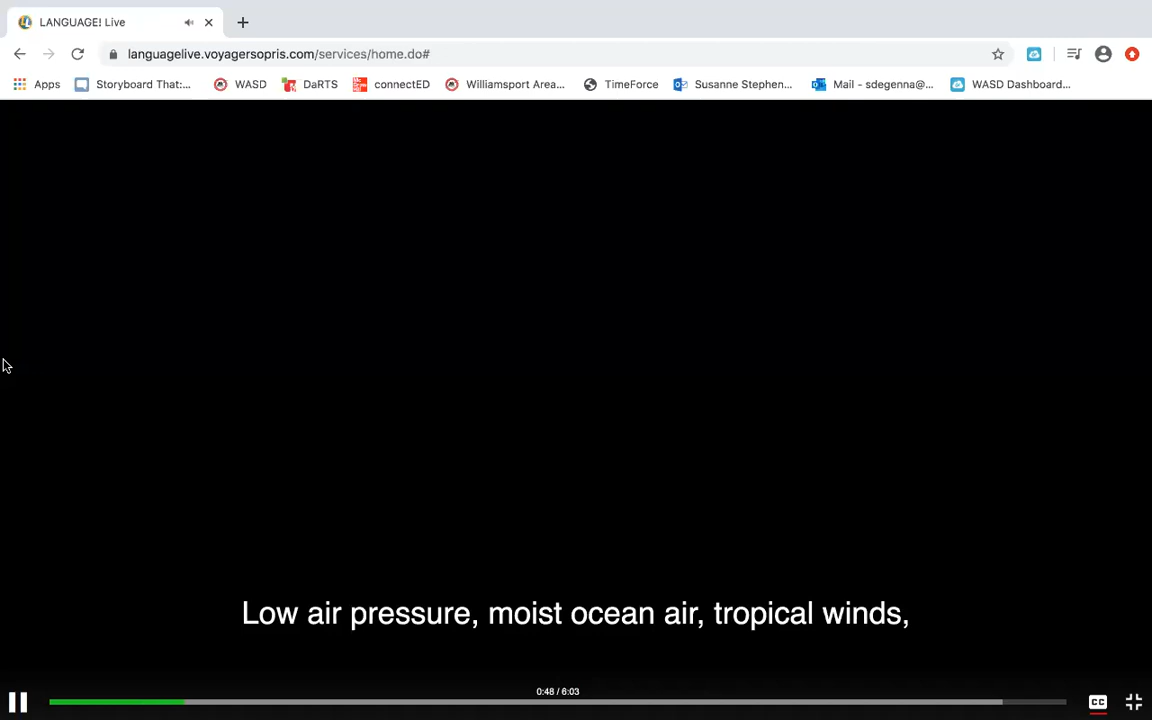 LANGUAGE! Live
languagelive.voyagersopris.com/services/home.do#
Apps Storyboard That:... WASD DaRTS connectED Williamsport Area... TimeForce Susanne Stephen... Mail - sdegenna@... WASD Dashboard...
Low air pressure, moist ocean air, tropical winds,
0:48 / 6:03
CC